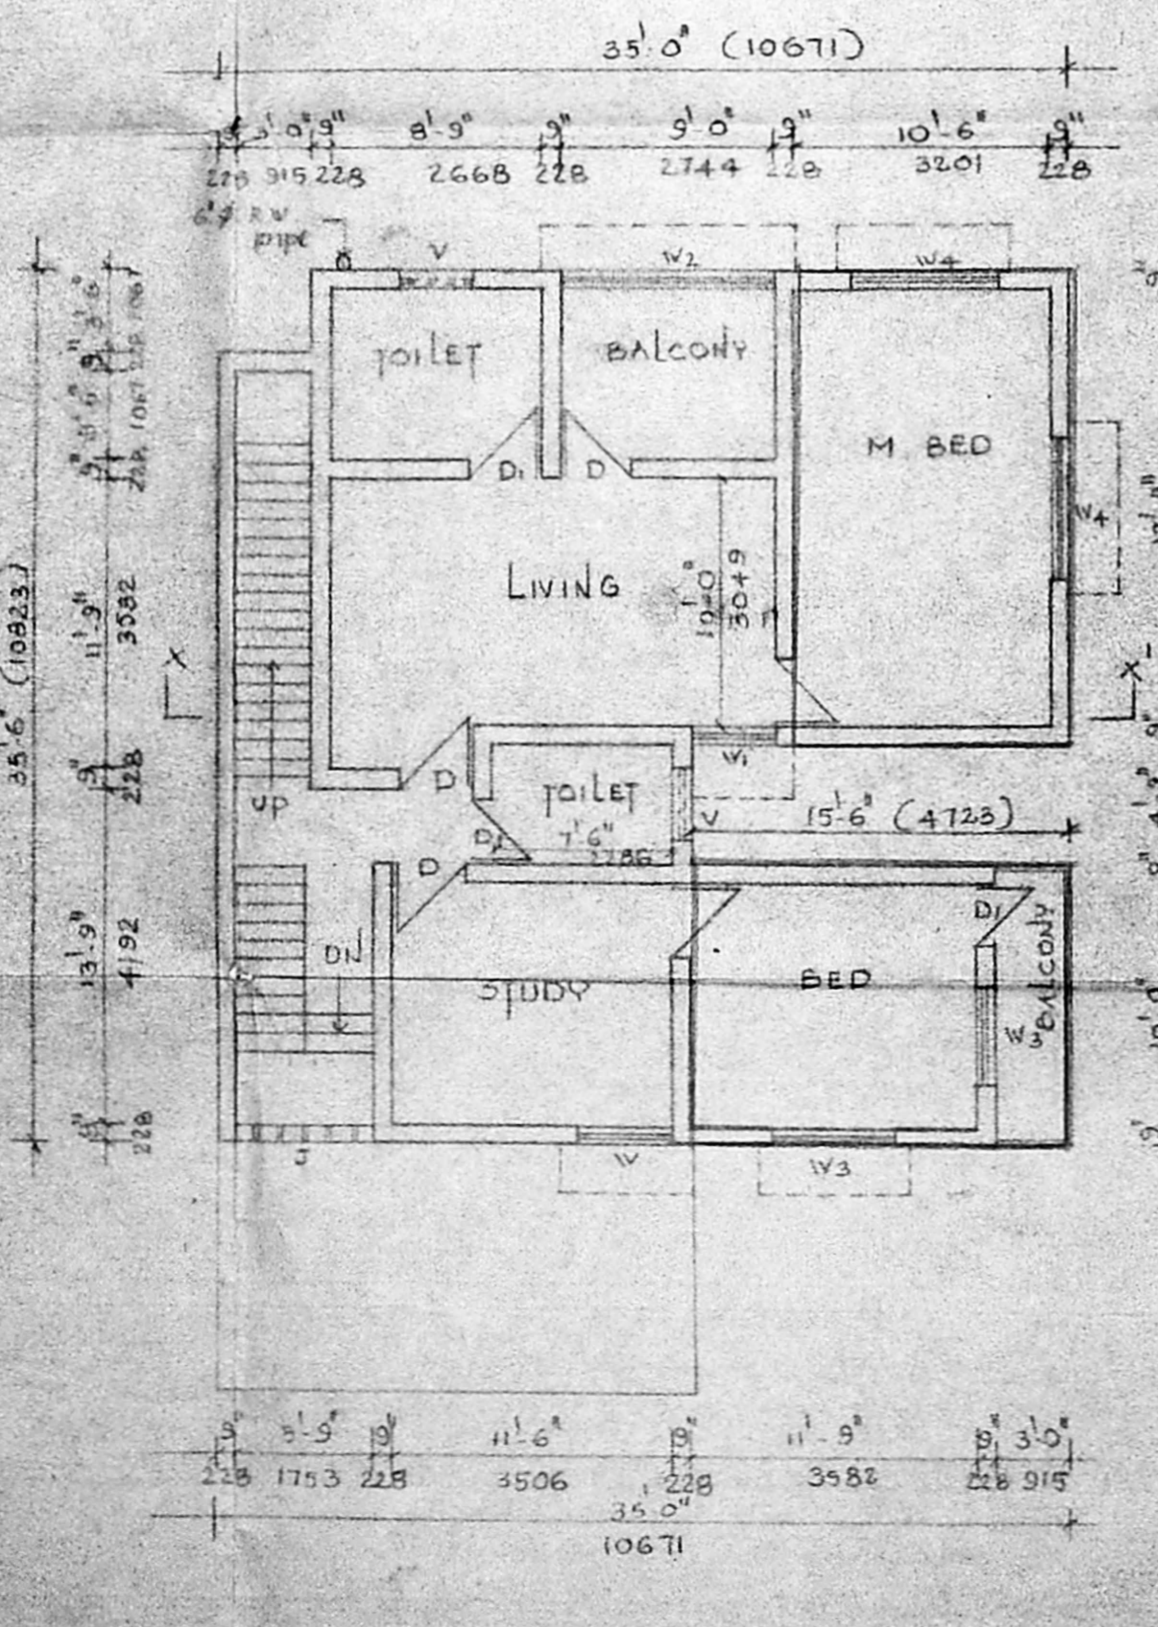 35'-0" (10671)
9" 8'-9" 9" 9'-0" 9" 10'-6" 9"
228 915 228 2668 228 2744 228 3201 228
R.W
pipe
V W2 W4
TOILET BALCONY
M BED
D1 D
W4
LIVING
10'-0"
3049
35'-6" (10823)
11'-9"
3582
9"
228
X X
UP
D
TOILET
V
W1
15'-6" (4723)
D1 7'-6"
2286
D
13'-9"
4192
DN
STUDY
BED
D1
BALCONY
W3
9"
228
W W3
10'-0"
9" 5'-9" 9" 11'-6" 9" 11'-9" 9" 3'-0"
228 1753 228 3506 228 3582 228 915
35'-0"
10671